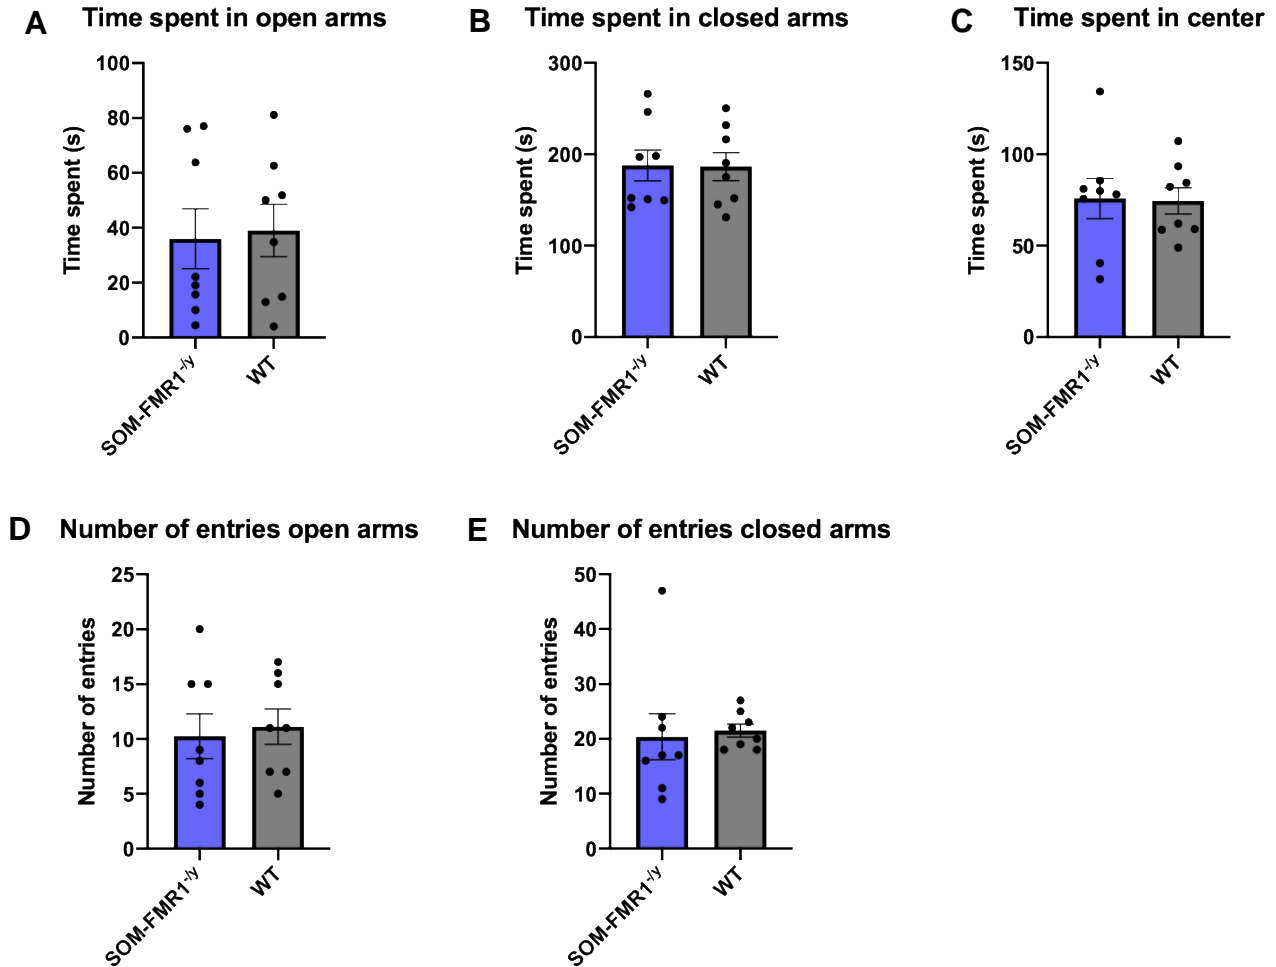 A Time spent in open arms
100
80
60
40
20
0
Time spent (s)
SOM-FMR1-/y
WT
B Time spent in closed arms
300
200
100
0
Time spent (s)
SOM-FMR1-/y
WT
C Time spent in center
150
100
50
0
Time spent (s)
SOM-FMR1-/y
WT
D Number of entries open arms
25
20
15
10
5
0
Number of entries
SOM-FMR1-/y
WT
E Number of entries closed arms
50
40
30
20
10
0
Number of entries
SOM-FMR1-/y
WT